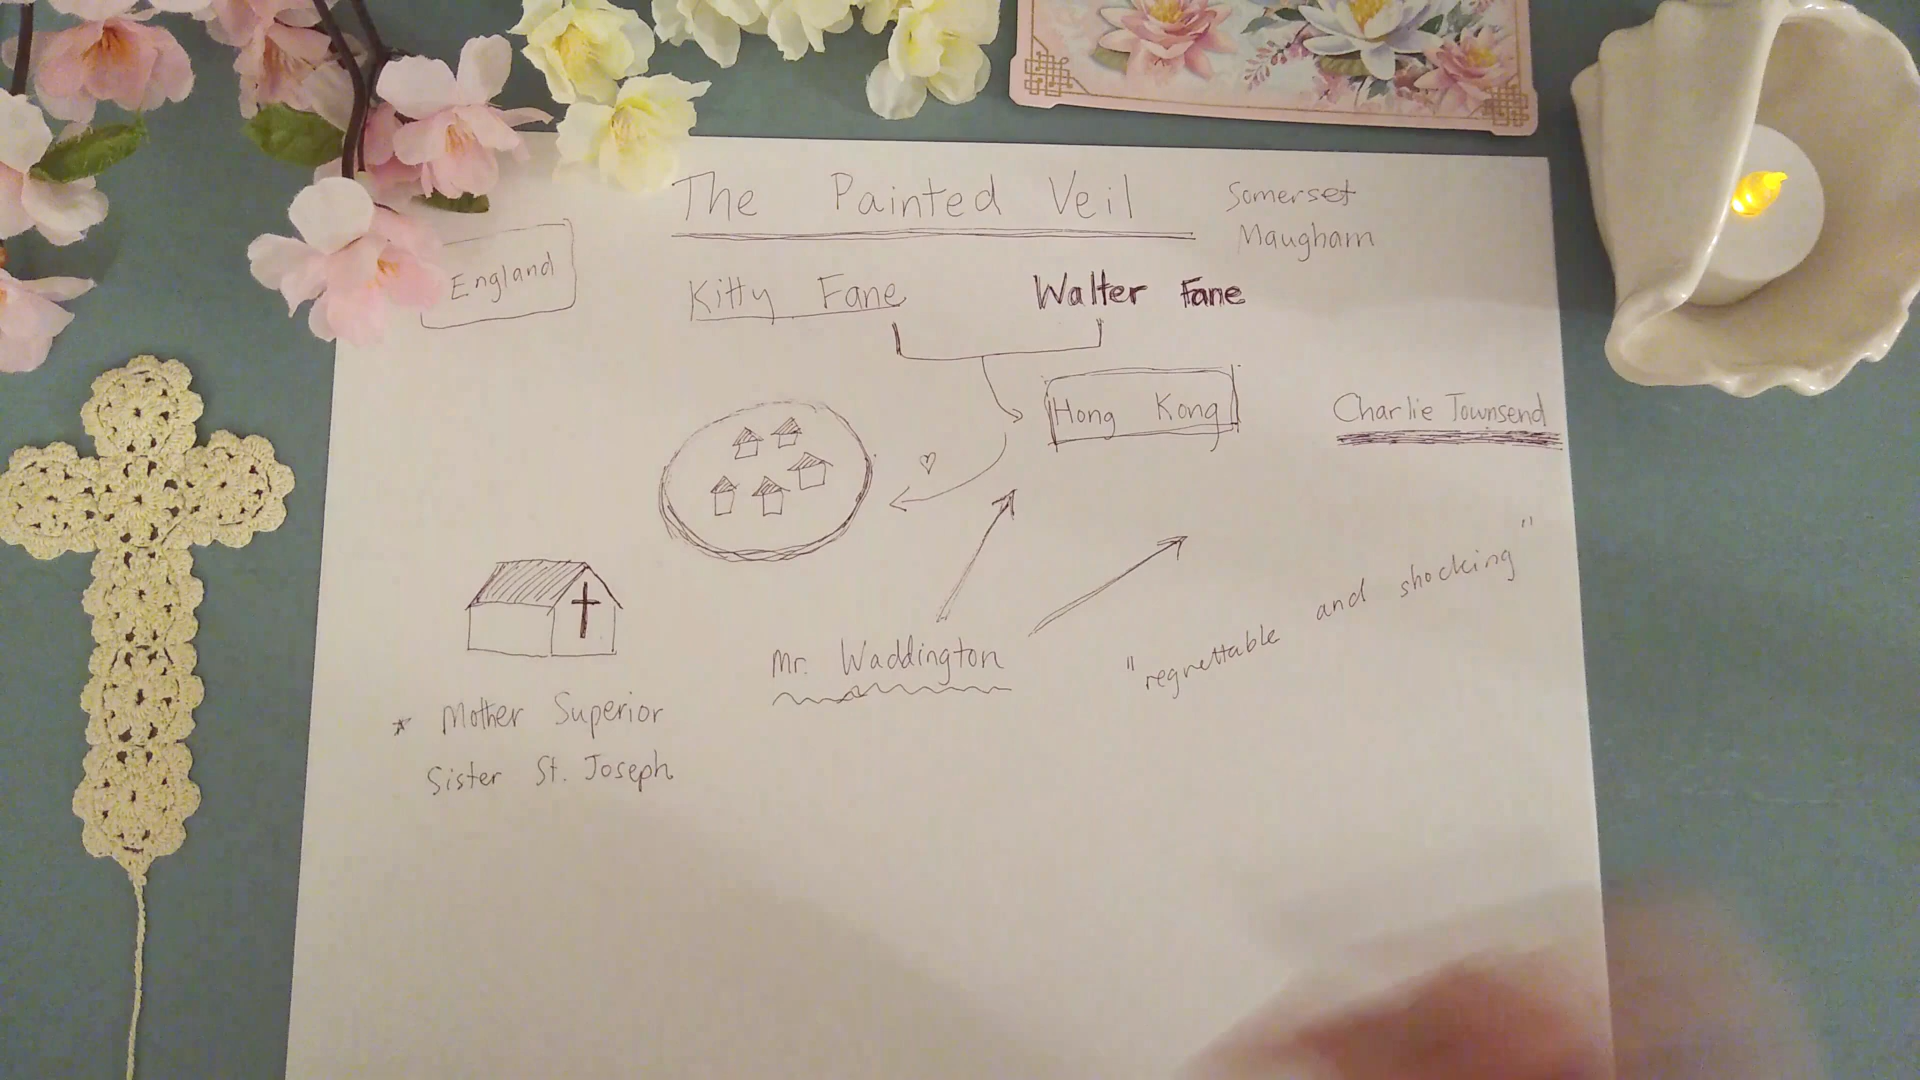 The Painted Veil
Somerset
Maugham
England
Kitty Fane
Walter Fane
Hong Kong
Charlie Townsend
"regrettable and shocking"
Mr. Waddington
* Mother Superior
Sister St. Joseph